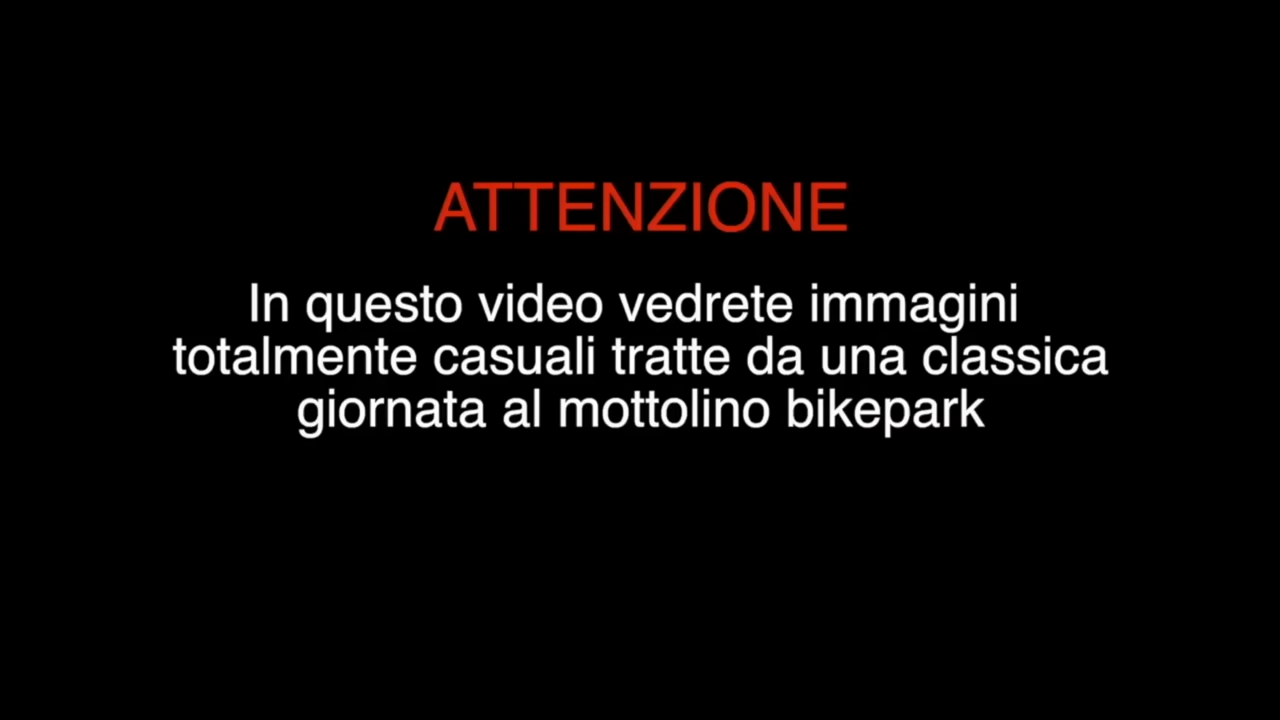 ATTENZIONE
In questo video vedrete immagini
totalmente casuali tratte da una classica
giornata al mottolino bikepark